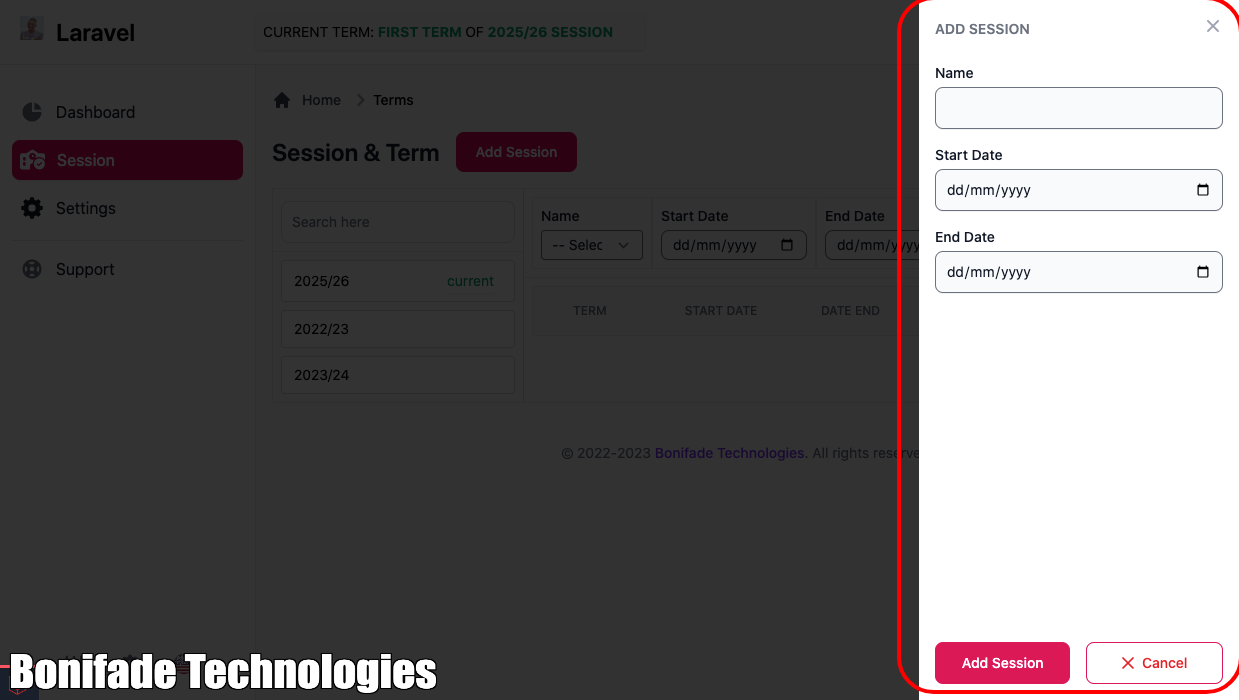 Laravel
CURRENT TERM: FIRST TERM OF 2025/26 SESSION
Dashboard
Session
Settings
Support
Home > Terms
Session & Term
Add Session
Search here
2025/26 current
2022/23
2023/24
Name Start Date End Date
-- Selec dd/mm/yyyy dd/mm/yyyy
TERM START DATE DATE END
© 2022-2023 Bonifade Technologies. All rights reserve
ADD SESSION
Name
Start Date
dd/mm/yyyy
End Date
dd/mm/yyyy
Add Session
Cancel
Bonifade Technologies